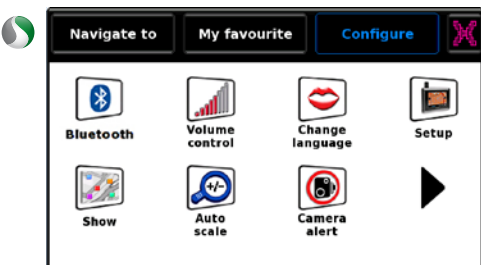 Navigate to My favourite Configure
Bluetooth Volume control Change language Setup
+/-
Show Auto scale Camera alert